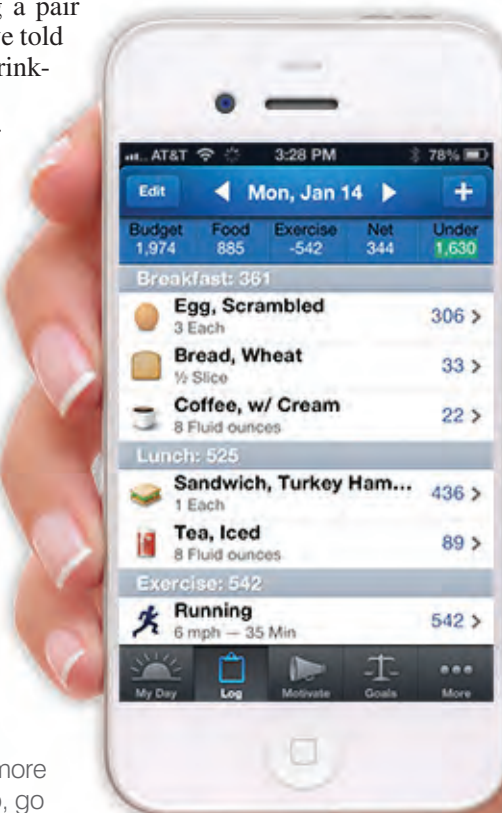 g a pair
e told
rink-
.
AT&T 3:28 PM 78%
Edit Mon, Jan 14 +
Budget Food Exercise Net Under
1,974 885 -542 344 1,630
Breakfast: 361
Egg, Scrambled 306 >
3 Each
Bread, Wheat 33 >
½ Slice
Coffee, w/ Cream 22 >
8 Fluid ounces
Lunch: 525
Sandwich, Turkey Ham... 436 >
1 Each
Tea, Iced 89 >
8 Fluid ounces
Exercise: 542
Running 542 >
6 mph — 35 Min
My Day Log Motivate Goals More
more
, go